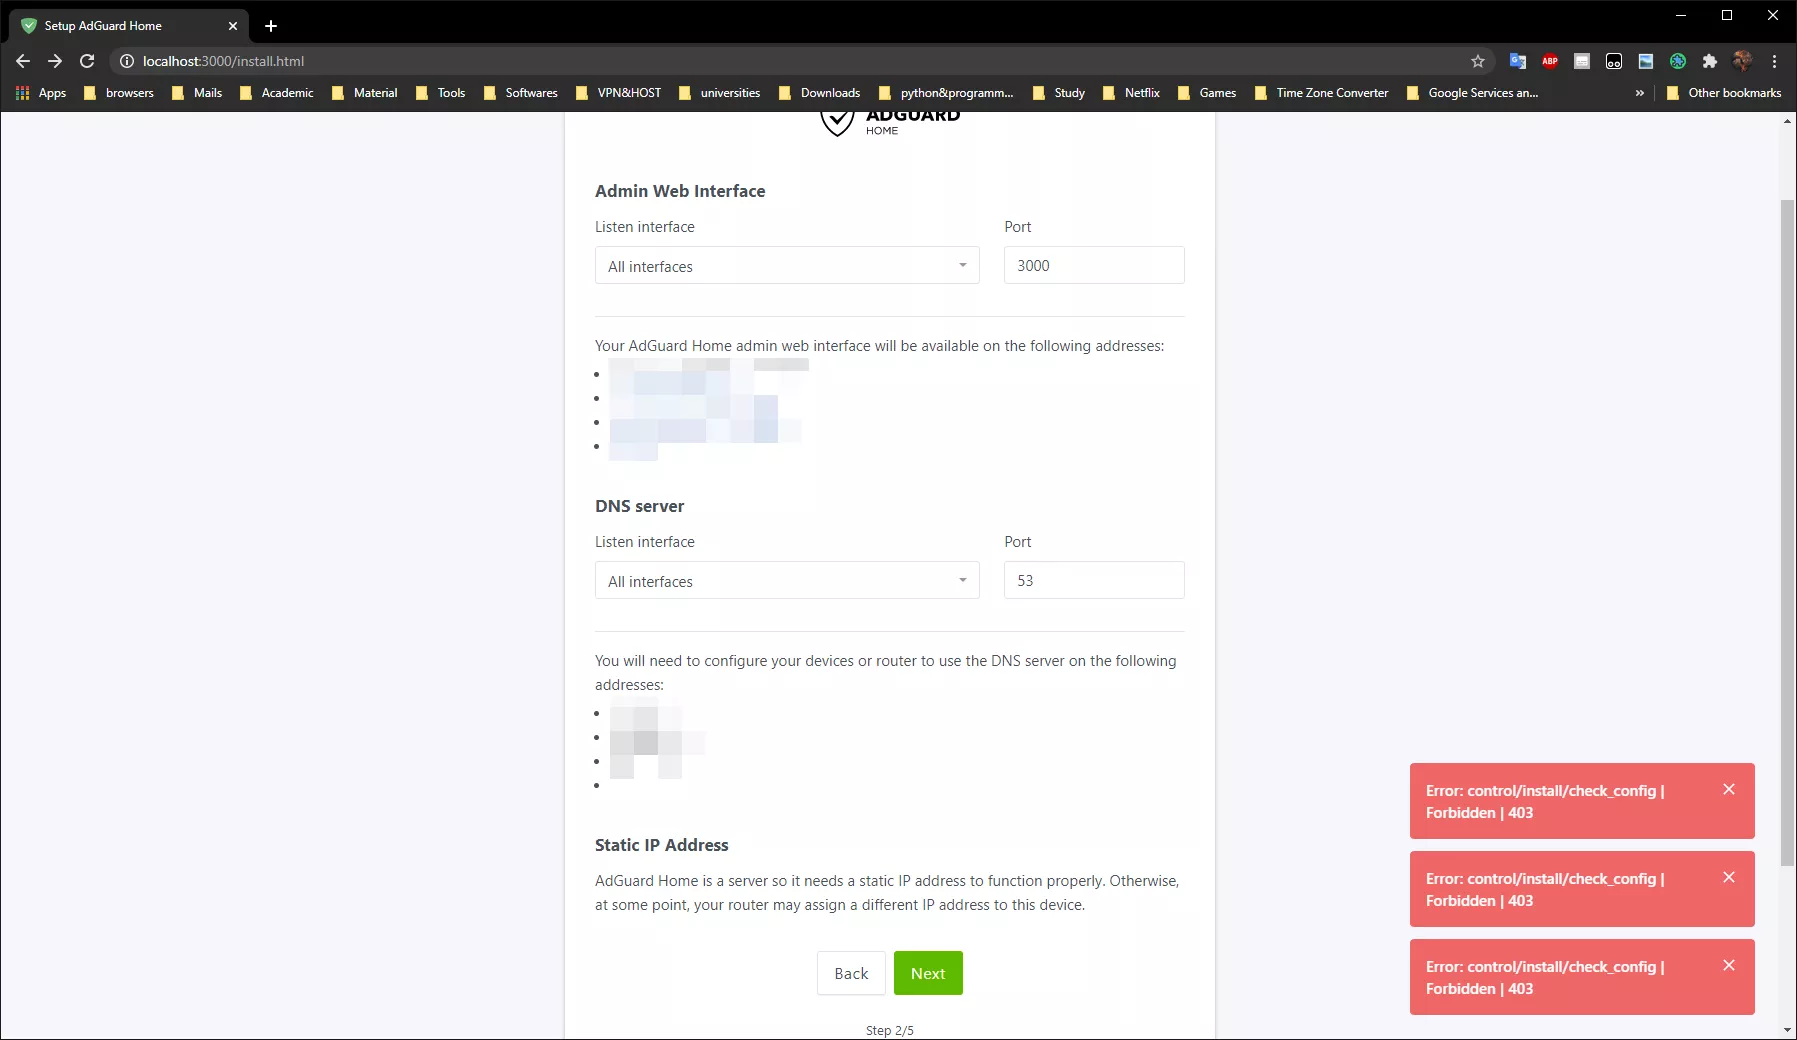 Setup AdGuard Home
localhost:3000/install.html
ABP
Apps browsers Mails Academic Material Tools Softwares VPN&HOST universities Downloads python&programm... Study Netflix Games Time Zone Converter Google Services an... » Other bookmarks
ADGUARD
HOME
Admin Web Interface
Listen interface Port
All interfaces 3000
Your AdGuard Home admin web interface will be available on the following addresses:
DNS server
Listen interface Port
All interfaces 53
You will need to configure your devices or router to use the DNS server on the following
addresses:
Static IP Address
AdGuard Home is a server so it needs a static IP address to function properly. Otherwise,
at some point, your router may assign a different IP address to this device.
Back Next
Step 2/5
Error: control/install/check_config |
Forbidden | 403
Error: control/install/check_config |
Forbidden | 403
Error: control/install/check_config |
Forbidden | 403